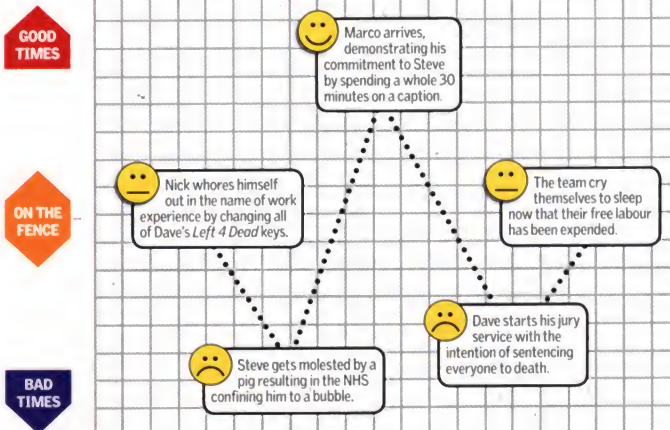 GOOD
TIMES
Marco arrives,
demonstrating his
commitment to Steve
by spending a whole 30
minutes on a caption.
ON THE
FENCE
Nick whores himself
out in the name of work
experience by changing all
of Dave's Left 4 Dead keys.
The team cry
themselves to sleep
now that their free labour
has been expended.
Steve gets molested by a
pig resulting in the NHS
confining him to a bubble.
Dave starts his jury
service with the
intention of sentencing
everyone to death.
BAD
TIMES